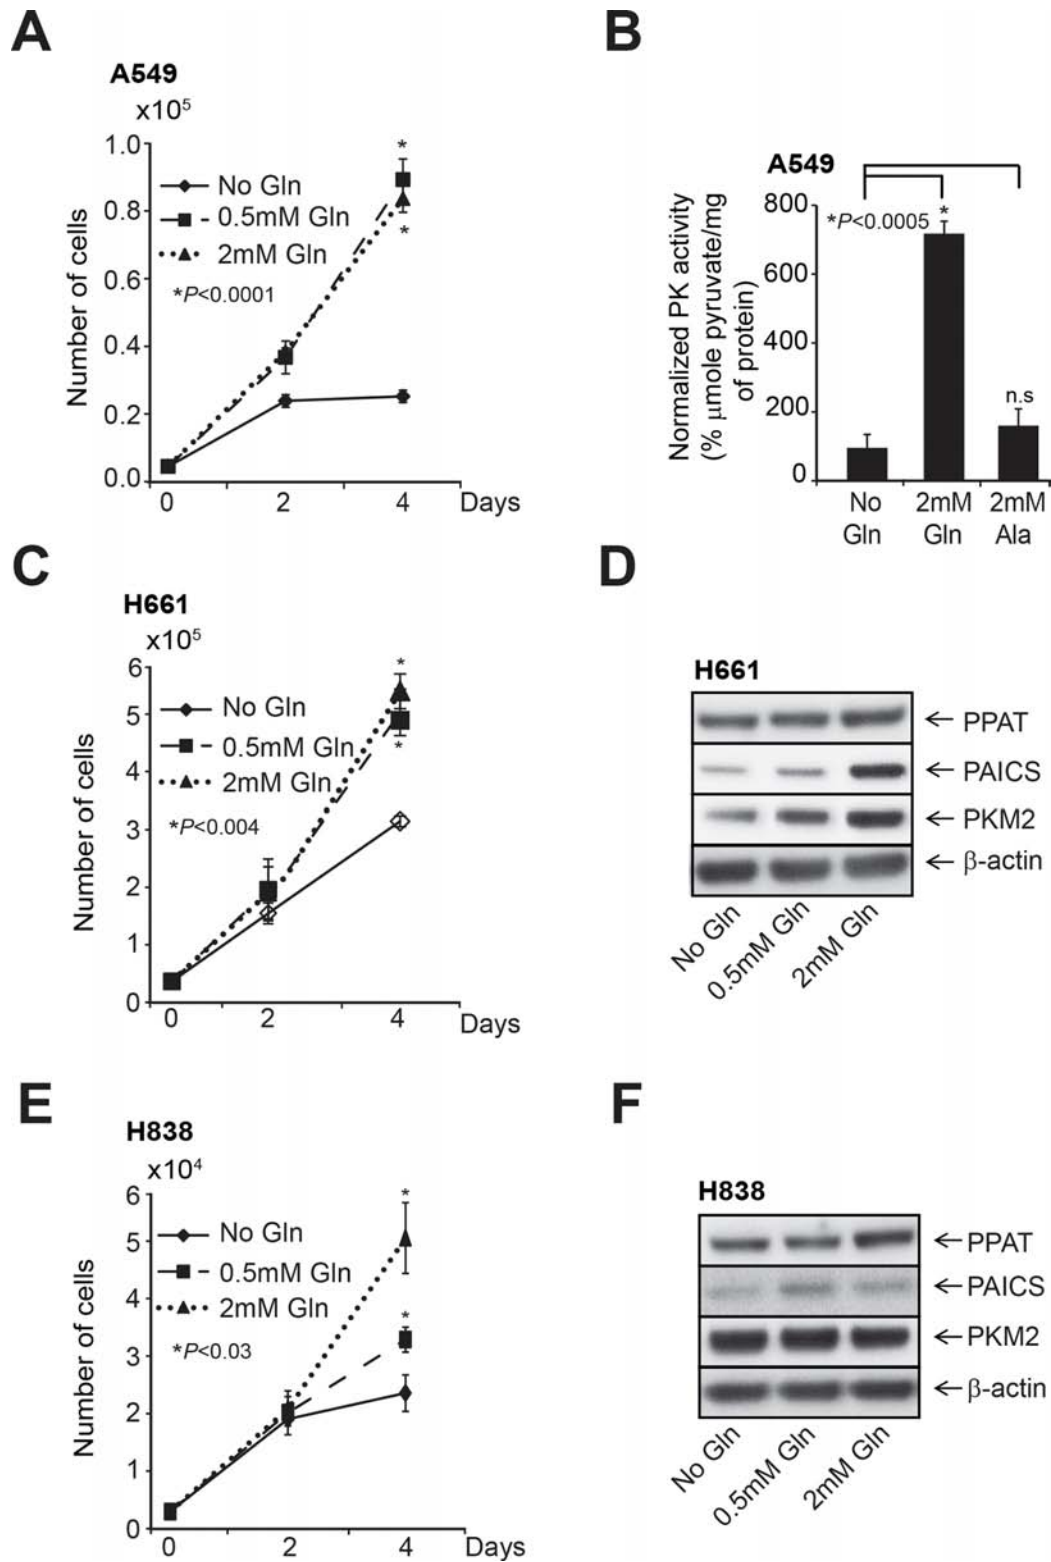 A
A549
x10⁵
1.0
0.8
0.6
0.4
0.2
0.0
Number of cells
No Gln
0.5mM Gln
2mM Gln
*P<0.0001
*
*
0 2 4 Days
B
A549
*P<0.0005
*
n.s
800
600
400
200
0
Normalized PK activity
(% µmole pyruvate/mg
of protein)
No
Gln
2mM
Gln
2mM
Ala
C
H661
x10⁵
6
5
4
3
2
1
0
Number of cells
No Gln
0.5mM Gln
2mM Gln
*P<0.004
*
*
0 2 4 Days
D
H661
← PPAT
← PAICS
← PKM2
← β-actin
No Gln
0.5mM Gln
2mM Gln
E
H838
x10⁴
6
5
4
3
2
1
0
Number of cells
No Gln
0.5mM Gln
2mM Gln
*P<0.03
*
*
0 2 4 Days
F
H838
← PPAT
← PAICS
← PKM2
← β-actin
No Gln
0.5mM Gln
2mM Gln